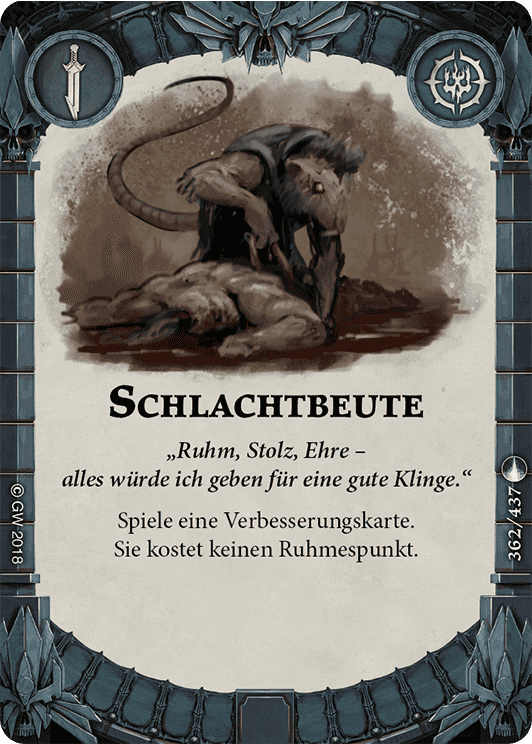 SCHLACHTBEUTE
„Ruhm, Stolz, Ehre –
alles würde ich geben für eine gute Klinge.“
Spiele eine Verbesserungskarte.
Sie kostet keinen Ruhmespunkt.
© GW 2018
362/437